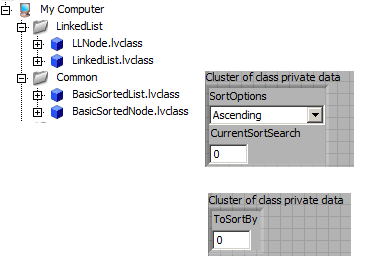 My Computer
LinkedList
LLNode.lvclass
LinkedList.lvclass
Common
BasicSortedList.lvclass
BasicSortedNode.lvclass
Cluster of class private data
SortOptions
Ascending
CurrentSortSearch
0
Cluster of class private data
ToSortBy
0